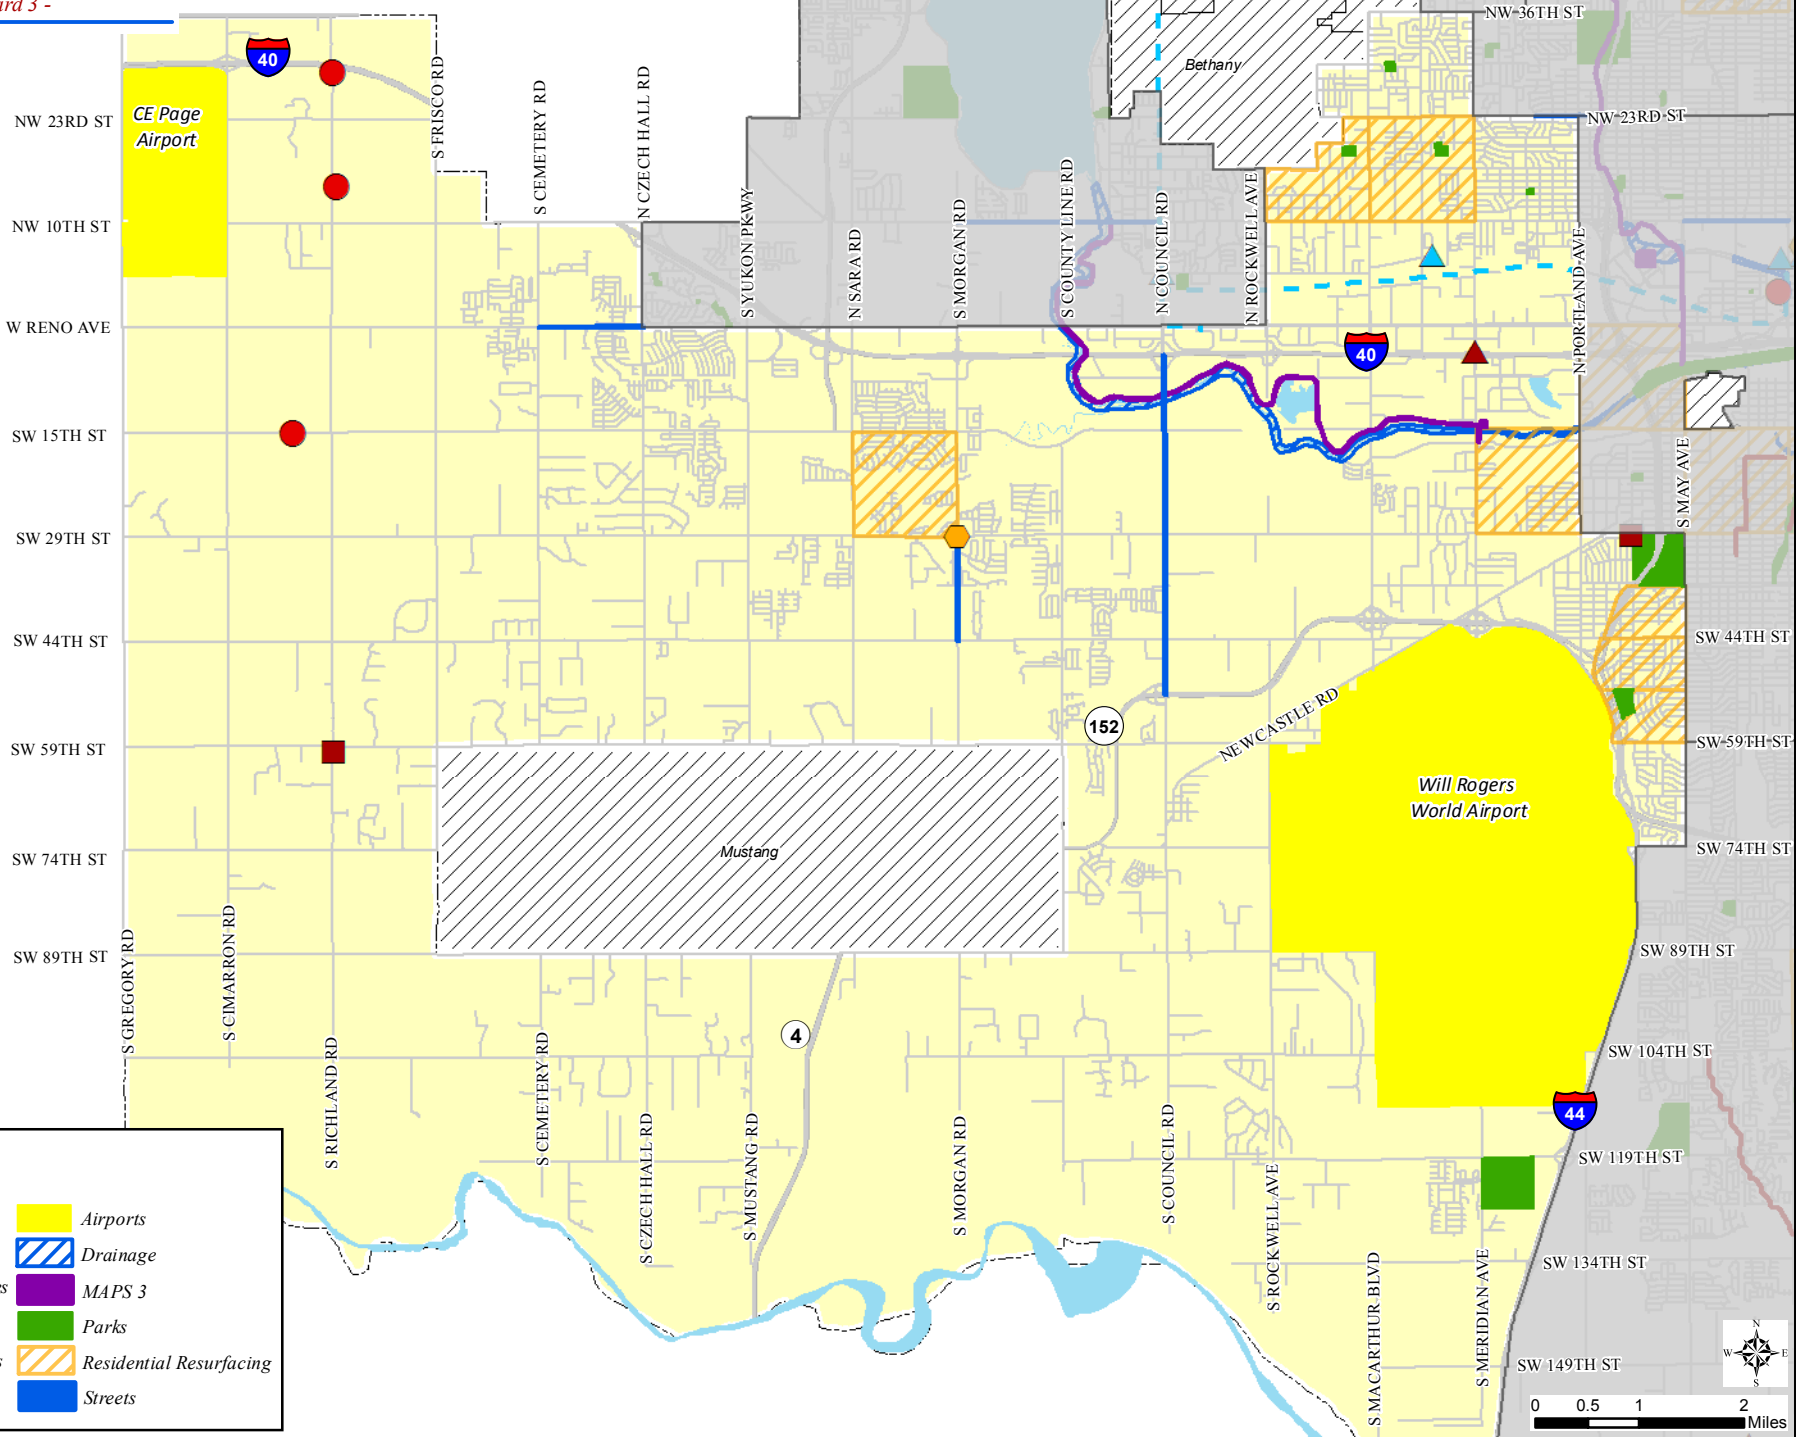 ard 3 -
NW 36TH ST
40
Bethany
CE Page
Airport
S FRISCO RD
S CEMETERY RD
N CZECH HALL RD
NW 23RD ST
NW 23RD ST
NW 10TH ST
S YUKON PKWY
N SARA RD
S MORGAN RD
S COUNTY LINE RD
N COUNCIL RD
N ROCKWELL AVE
N PORTLAND AVE
W RENO AVE
40
SW 15TH ST
S MAY AVE
SW 29TH ST
SW 44TH ST
SW 44TH ST
152
NEWCASTLE RD
SW 59TH ST
SW 59TH ST
Will Rogers
World Airport
Mustang
SW 74TH ST
SW 74TH ST
SW 89TH ST
SW 89TH ST
S GREGORY RD
S CIMARRON RD
S RICHLAND RD
S CEMETERY RD
S CZECH HALL RD
S MUSTANG RD
4
S MORGAN RD
S COUNCIL RD
S ROCKWELL AVE
S MACARTHUR BLVD
S MERIDIAN AVE
SW 104TH ST
44
SW 119TH ST
SW 134TH ST
SW 149TH ST
Airports
Drainage
s MAPS 3
Parks
s Residential Resurfacing
Streets
N
W E
S
0 0.5 1 2
Miles